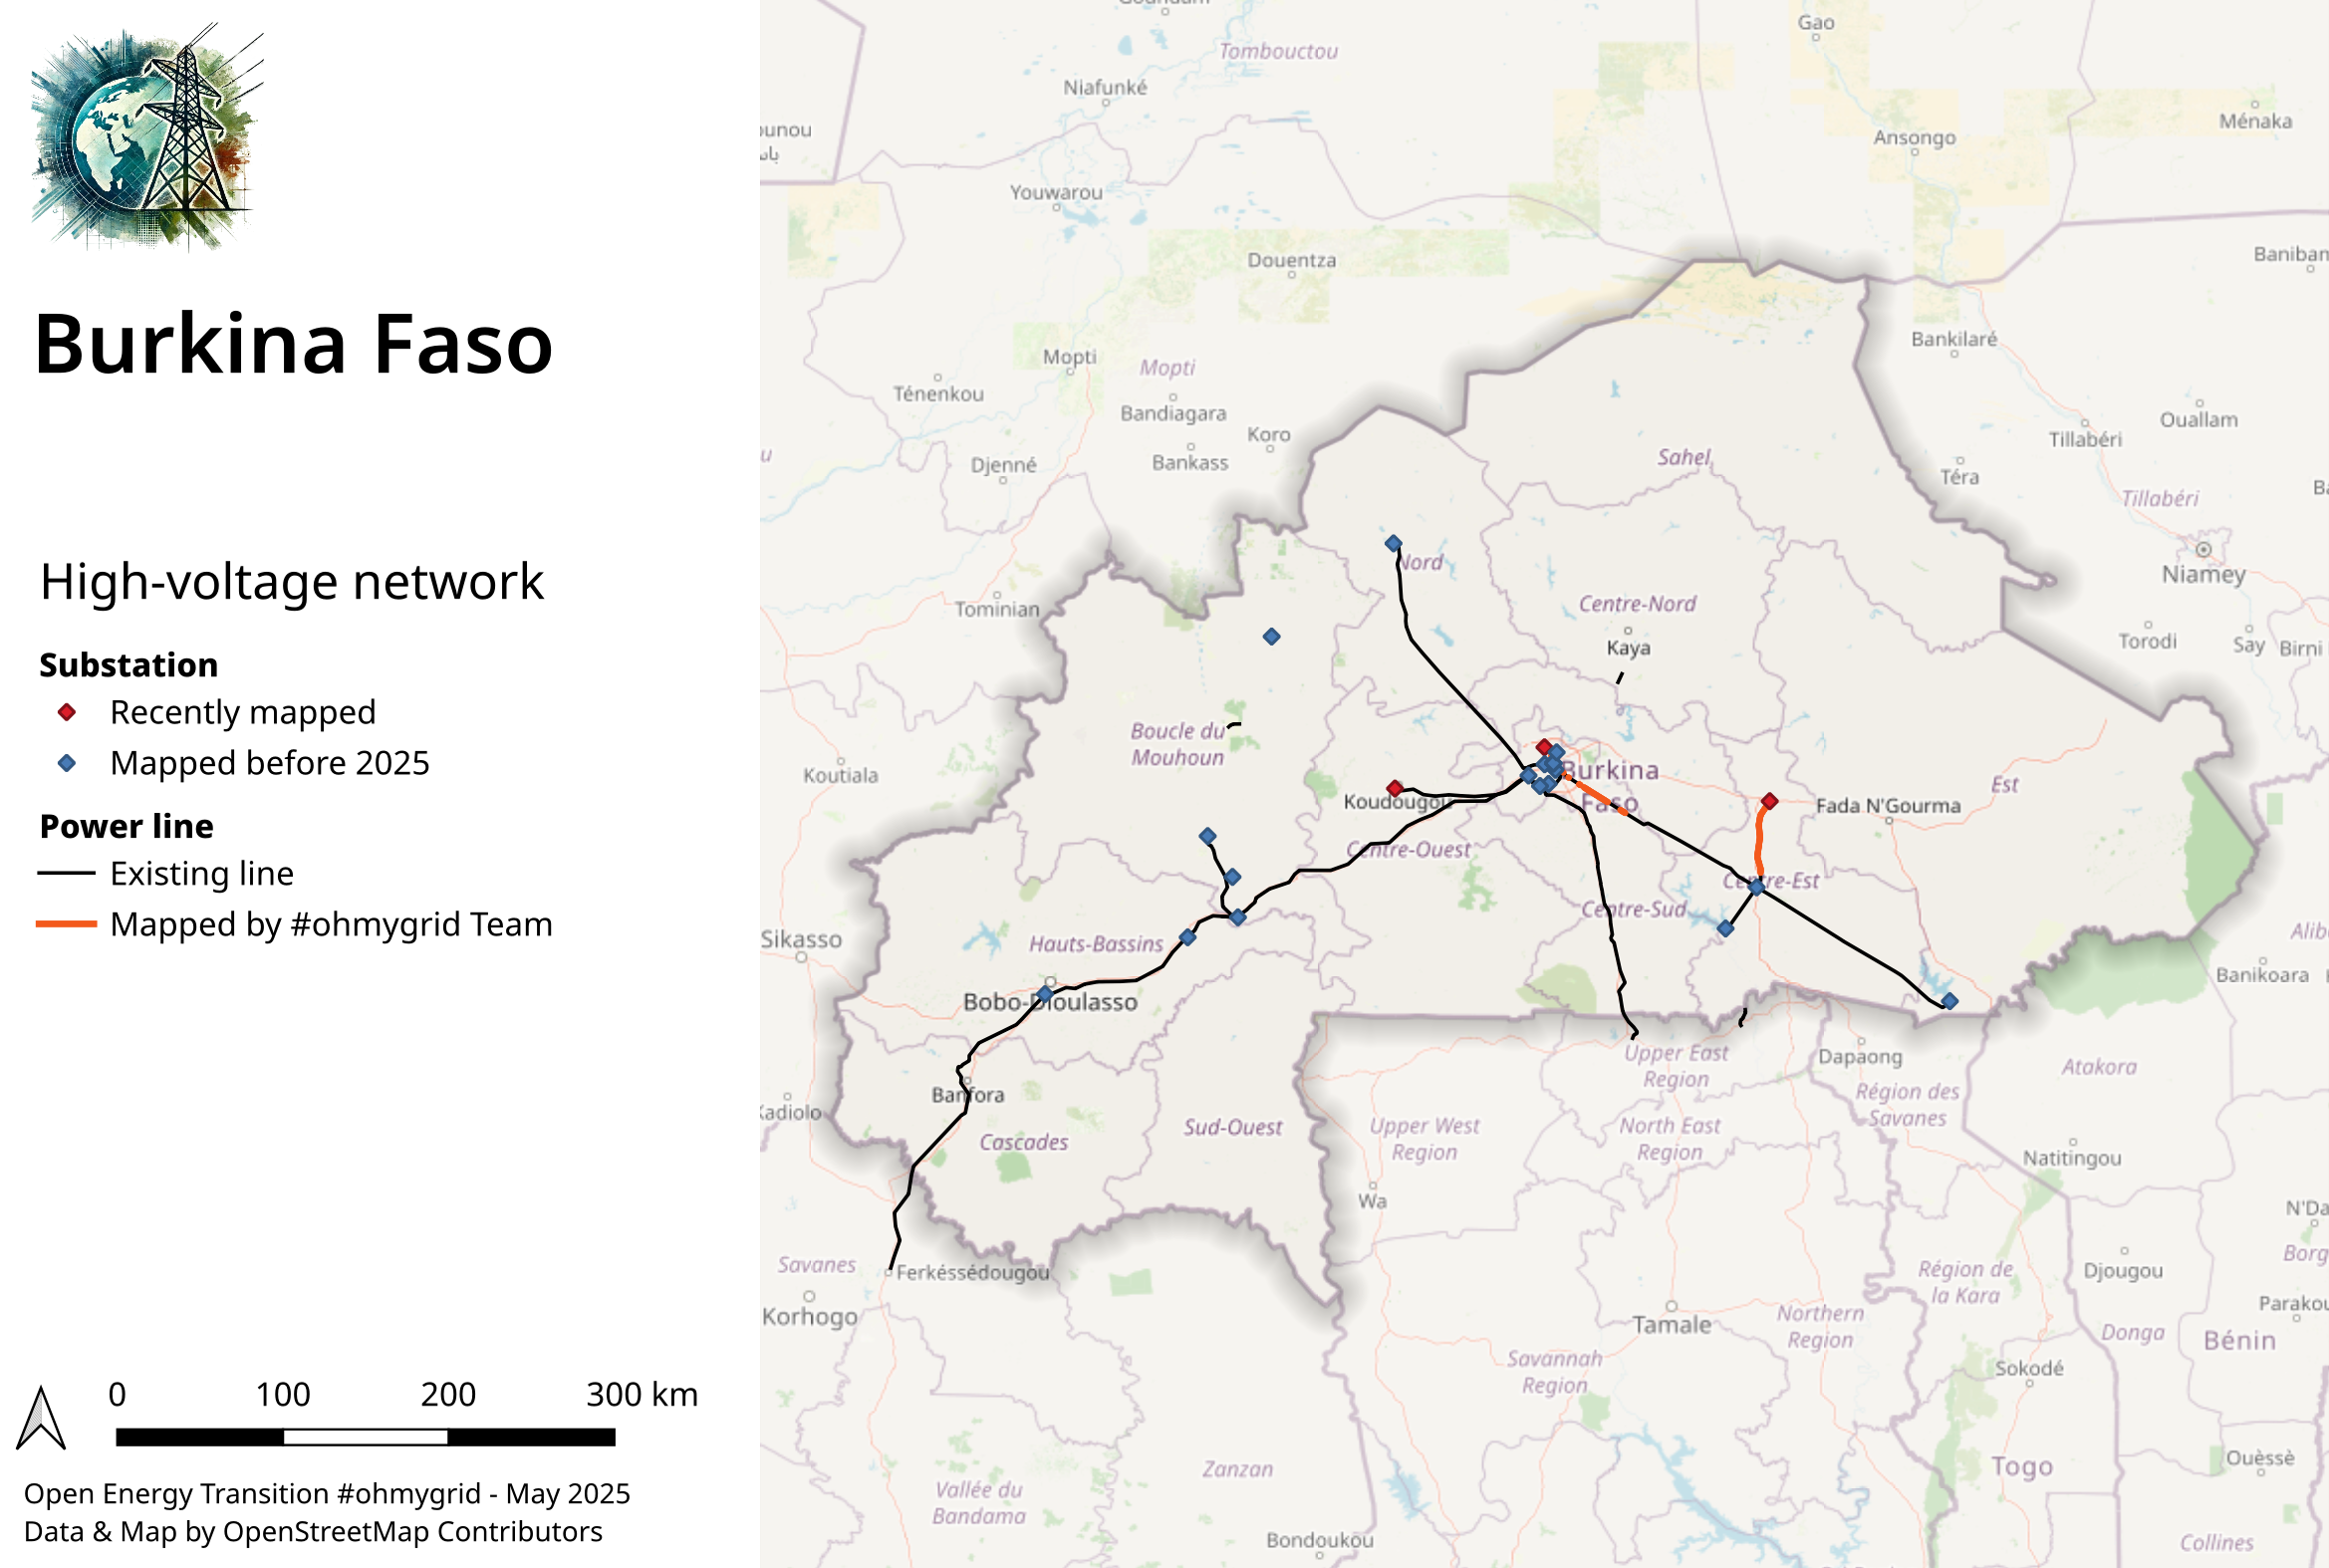 Burkina Faso
High-voltage network
Substation
Recently mapped
Mapped before 2025
Power line
Existing line
Mapped by #ohmygrid Team
0 100 200 300 km
Open Energy Transition #ohmygrid - May 2025
Data & Map by OpenStreetMap Contributors
Gao
Tombouctou
Niafunké
Ménaka
Ansongo
Youwarou
Douentza
Bankilaré
Mopti
Mopti
Ténenkou
Bandiagara
Ouallam
Koro
Tillabéri
Djenné
Bankass
Sahel
Téra
Tillabéri
Nord
Niamey
Tominian
Centre-Nord
Kaya
Torodi
Say
Birni
Boucle du
Mouhoun
Koutiala
Burkina
Faso
Est
Koudougou
Fada N'Gourma
Centre-Ouest
Centre-Est
Centre-Sud
Sikasso
Hauts-Bassins
Banikoara
Bobo-Dioulasso
Upper East
Region
Dapaong
Atakora
Banfora
Région des
Savanes
Kadiolo
Cascades
Sud-Ouest
Upper West
Region
North East
Region
Natitingou
Wa
Savanes
Ferkéssédougou
Région de
la Kara
Djougou
Korhogo
Tamale
Northern
Region
Donga
Bénin
Savannah
Region
Sokodé
Zanzan
Togo
Ouèssè
Vallée du
Bandama
Bondoukou
Collines